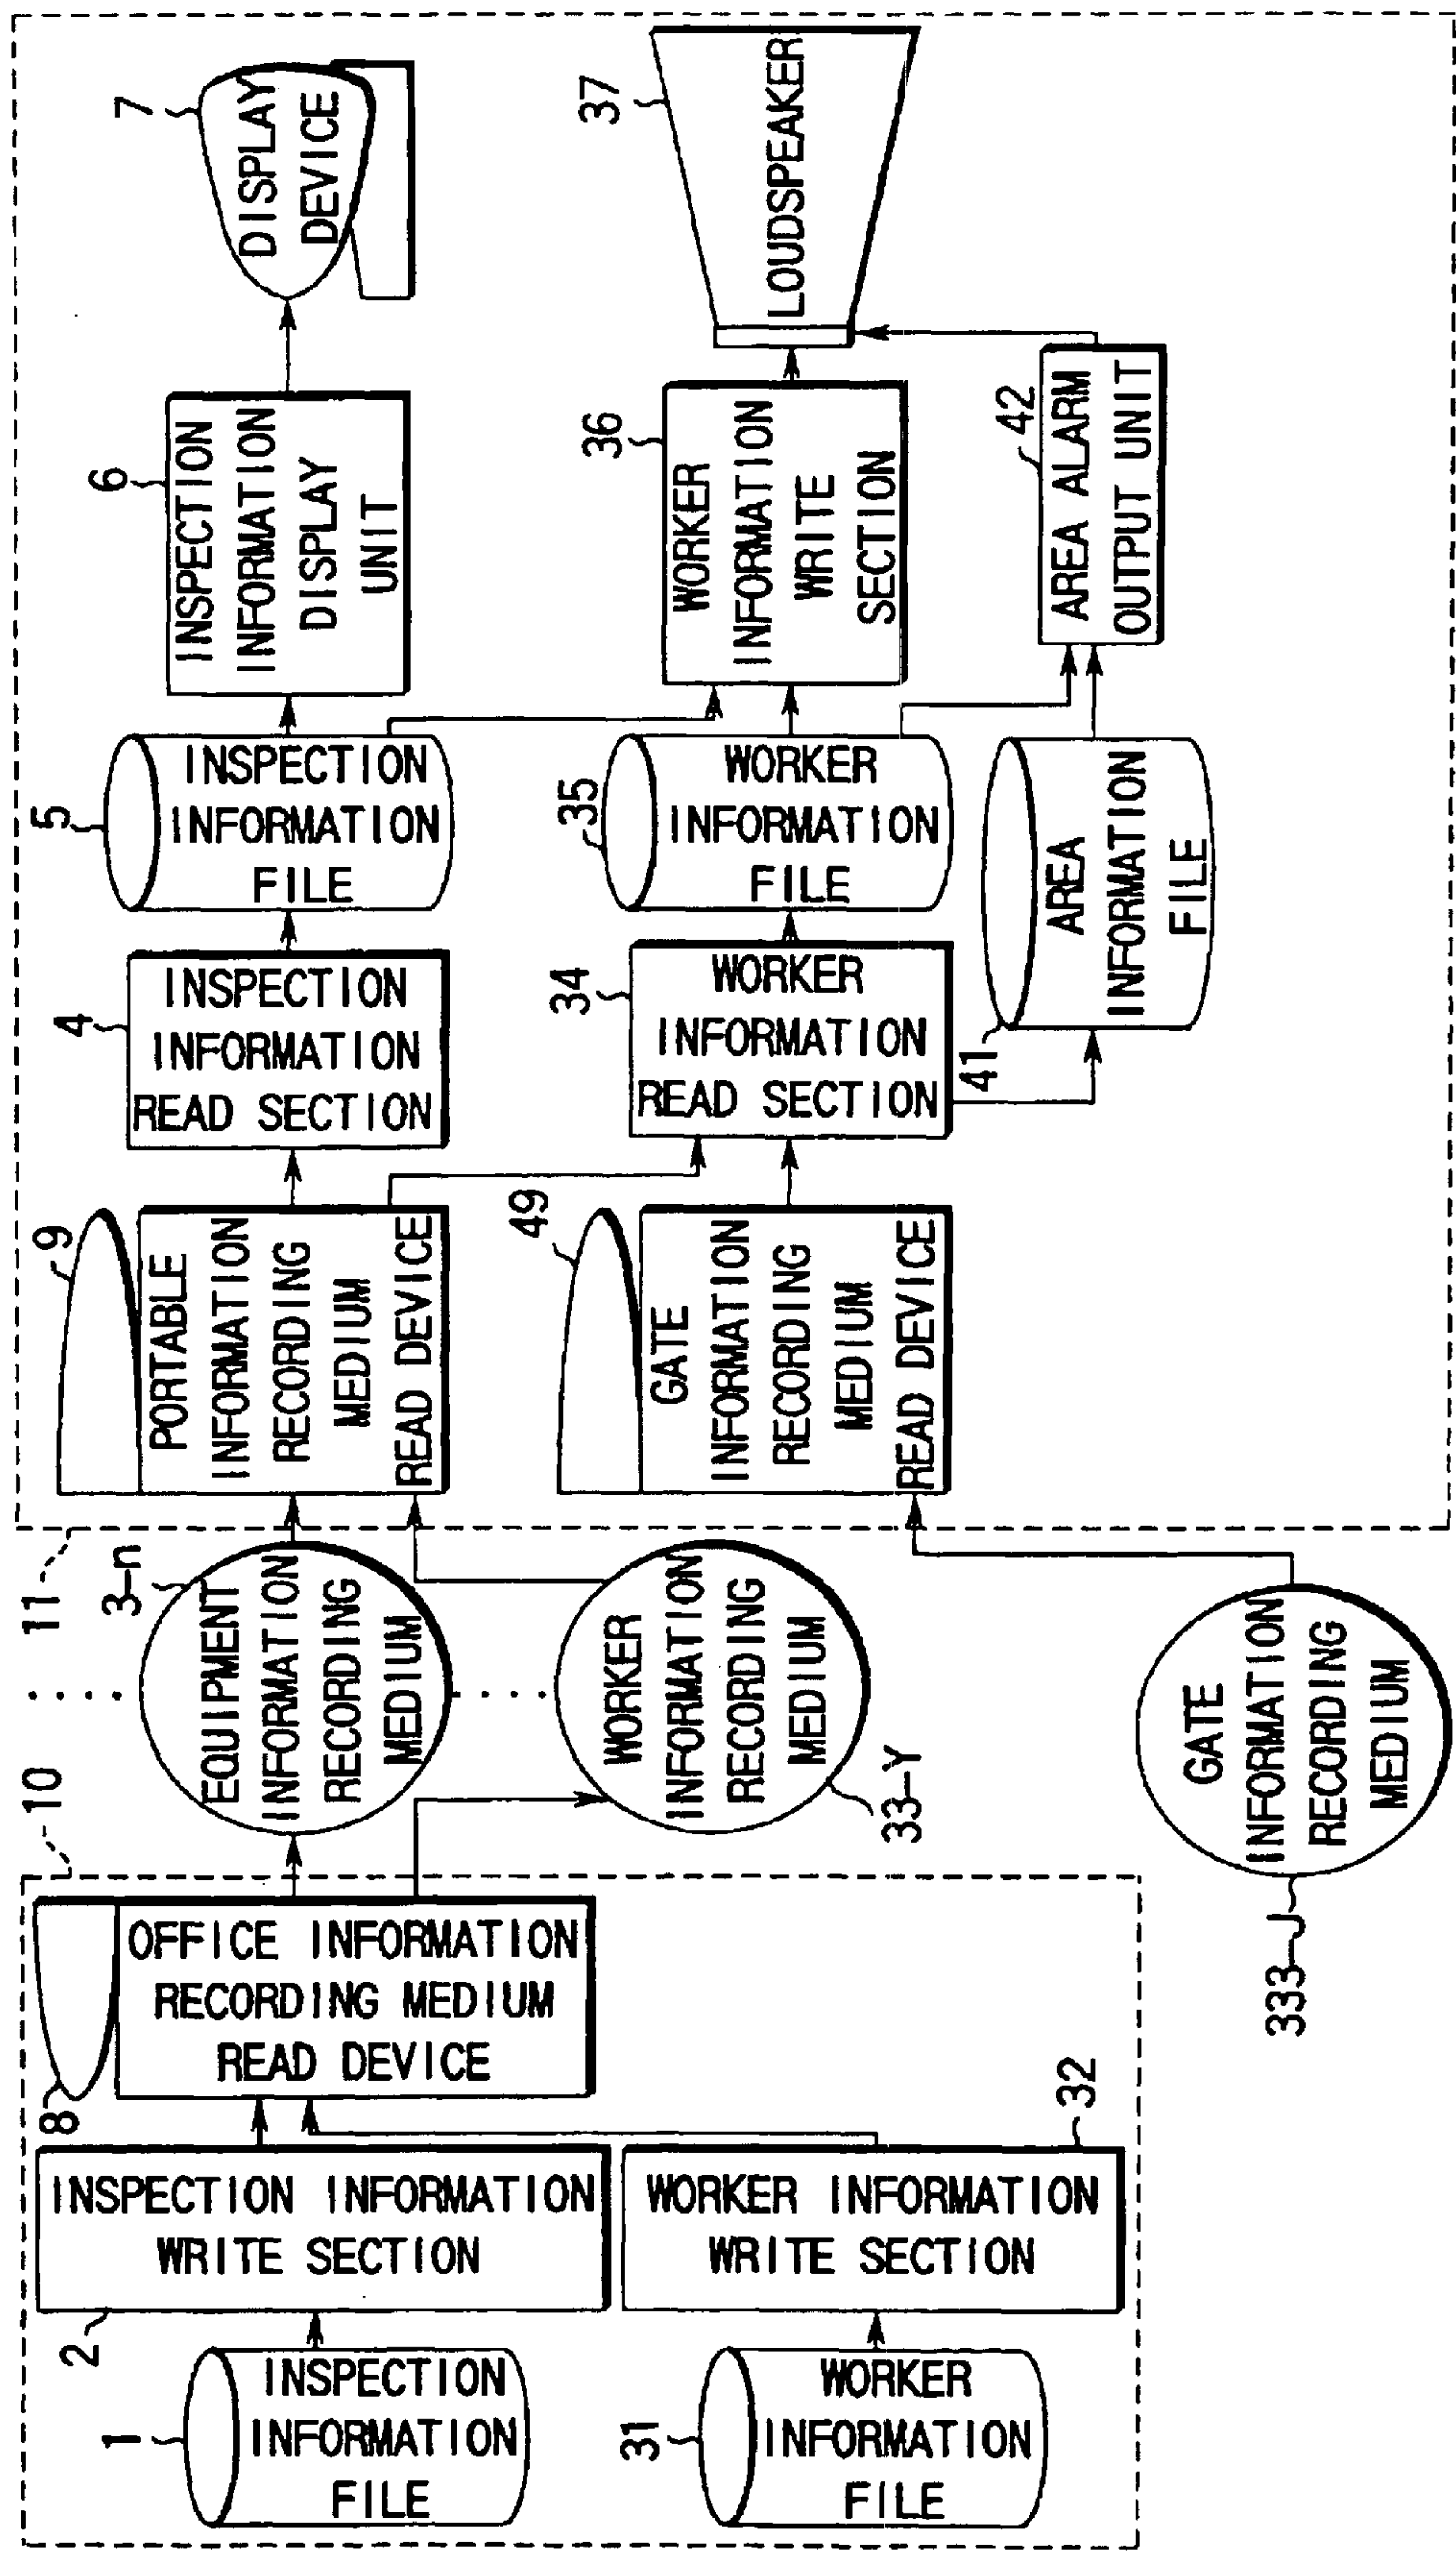 10
1
INSPECTION
INFORMATION
FILE
2
INSPECTION INFORMATION
WRITE SECTION
8
OFFICE INFORMATION
RECORDING MEDIUM
READ DEVICE
31
WORKER
INFORMATION
FILE
WORKER INFORMATION
WRITE SECTION
32
3-n
EQUIPMENT
INFORMATION
RECORDING
MEDIUM
WORKER
INFORMATION
RECORDING
MEDIUM
33-Y
333-J
GATE
INFORMATION
RECORDING
MEDIUM
11
9
PORTABLE
INFORMATION
RECORDING
MEDIUM
READ DEVICE
4
INSPECTION
INFORMATION
READ SECTION
5
INSPECTION
INFORMATION
FILE
6
INSPECTION
INFORMATION
DISPLAY
UNIT
7
DISPLAY
DEVICE
49
GATE
INFORMATION
RECORDING
MEDIUM
READ DEVICE
34
WORKER
INFORMATION
READ SECTION
35
WORKER
INFORMATION
FILE
36
WORKER
INFORMATION
WRITE
SECTION
37
LOUDSPEAKER
41
AREA
INFORMATION
FILE
42
AREA ALARM
OUTPUT UNIT